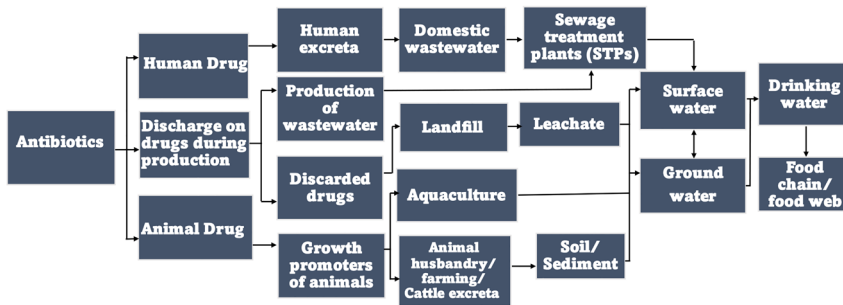 Antibiotics
Human Drug
Discharge on
drugs during
production
Animal Drug
Human
excreta
Production
of
wastewater
Discarded
drugs
Growth
promoters
of animals
Domestic
wastewater
Landfill
Aquaculture
Animal
husbandry/
farming/
Cattle excreta
Sewage
treatment
plants (STPs)
Leachate
Soil/
Sediment
Surface
water
Ground
water
Drinking
water
Food
chain/
food web